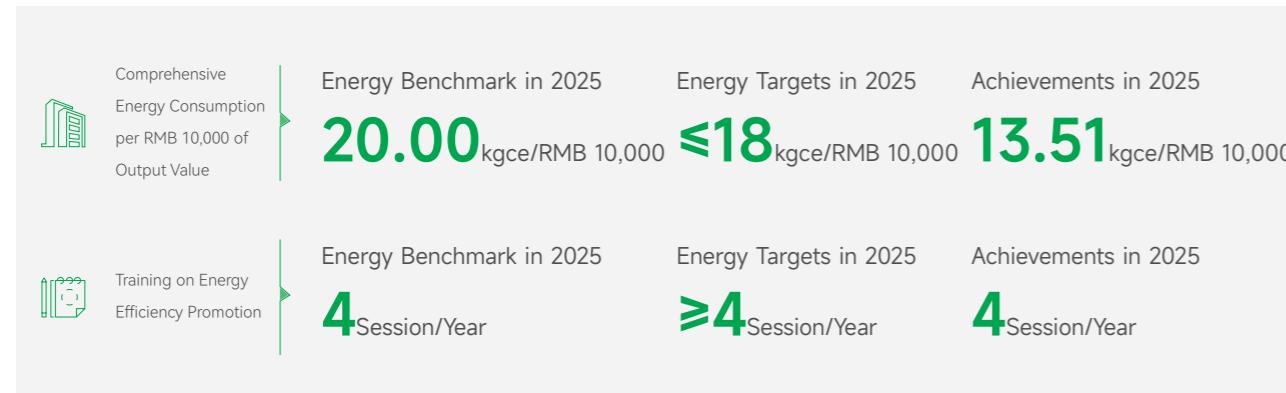 Comprehensive
Energy Consumption
per RMB 10,000 of
Output Value
Energy Benchmark in 2025
20.00kgce/RMB 10,000
Energy Targets in 2025
≤18kgce/RMB 10,000
Achievements in 2025
13.51kgce/RMB 10,000
Training on Energy
Efficiency Promotion
Energy Benchmark in 2025
4Session/Year
Energy Targets in 2025
≥4Session/Year
Achievements in 2025
4Session/Year